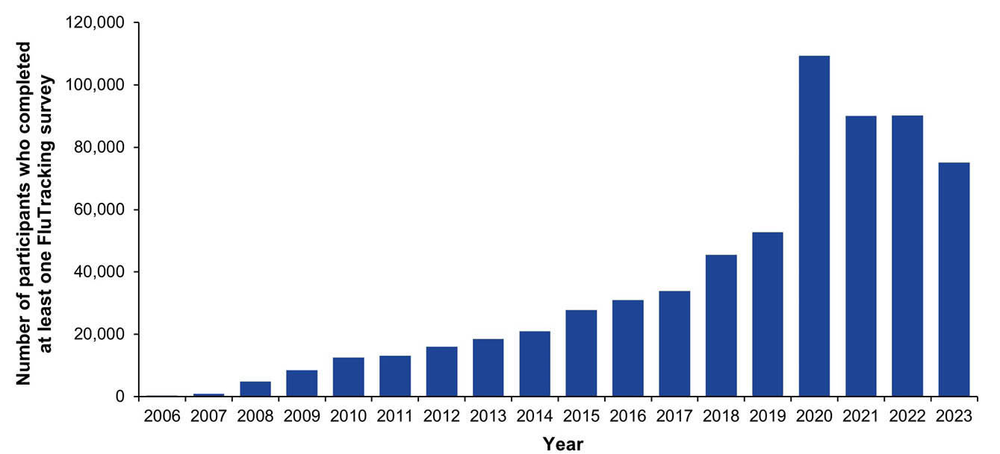 Number of participants who completed
at least one FluTracking survey
120,000
100,000
80,000
60,000
40,000
20,000
0
2006 2007 2008 2009 2010 2011 2012 2013 2014 2015 2016 2017 2018 2019 2020 2021 2022 2023
Year